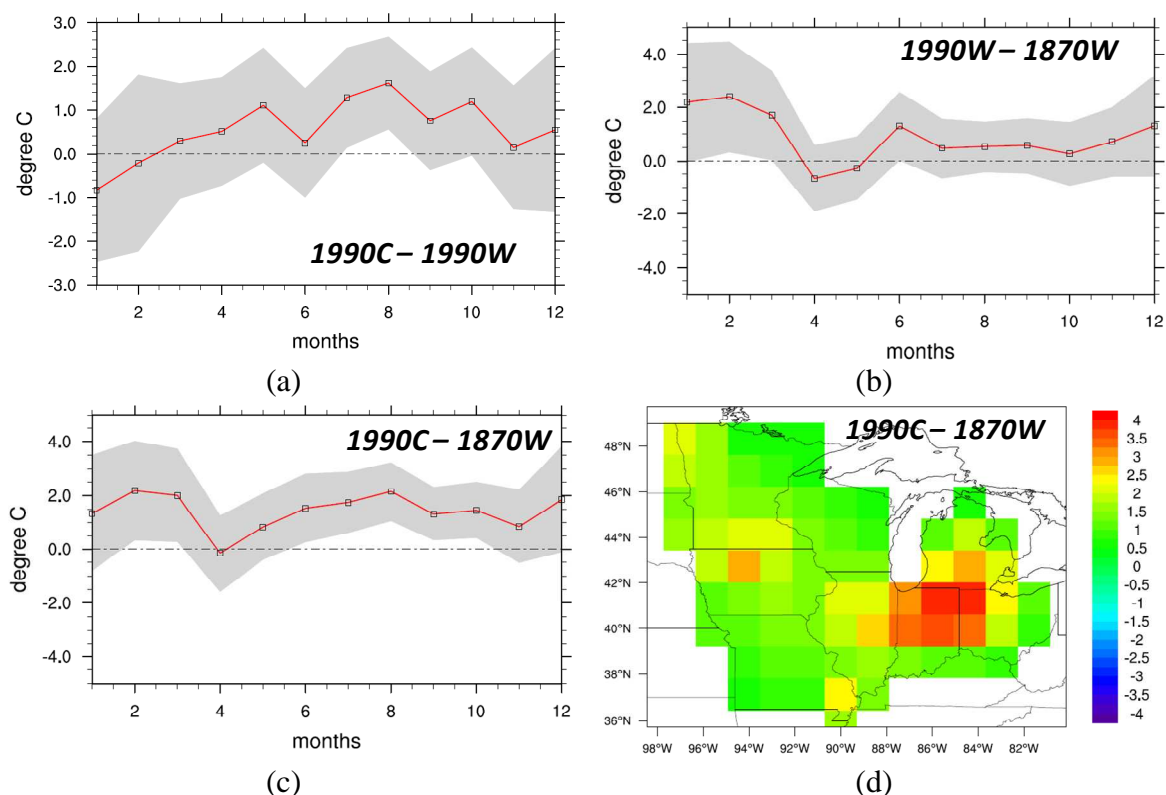 3.0
2.0
1.0
0.0
-1.0
-2.0
-3.0
degree C
1990C – 1990W
2 4 6 8 10 12
months
(a)
4.0
2.0
0.0
-2.0
-4.0
degree C
1990W – 1870W
2 4 6 8 10 12
months
(b)
4.0
2.0
0.0
-2.0
-4.0
degree C
1990C – 1870W
2 4 6 8 10 12
months
(c)
1990C – 1870W
48°N
46°N
44°N
42°N
40°N
38°N
36°N
98°W 96°W 94°W 92°W 90°W 88°W 86°W 84°W 82°W
4
3.5
3
2.5
2
1.5
1
0.5
0
-0.5
-1
-1.5
-2
-2.5
-3
-3.5
-4
(d)